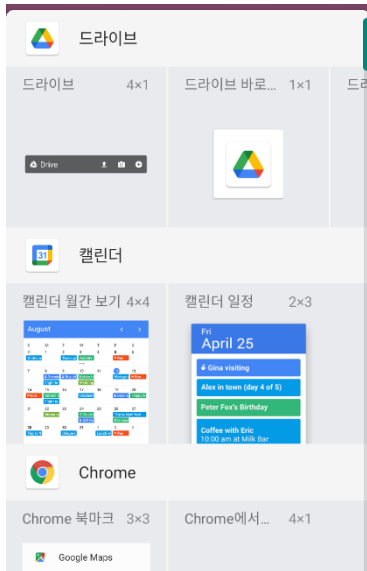 드라이브
드라이브 4×1
드라이브 바로... 1×1
Drive
31
캘린더
캘린더 월간 보기 4×4
캘린더 일정 2×3
August
Fri
April 25
Gina visiting
Alex in town (day 4 of 5)
Peter Fox's Birthday
Coffee with Eric
10:00 am at Milk Bar
Chrome
Chrome 북마크 3×3
Chrome에서... 4×1
Google Maps